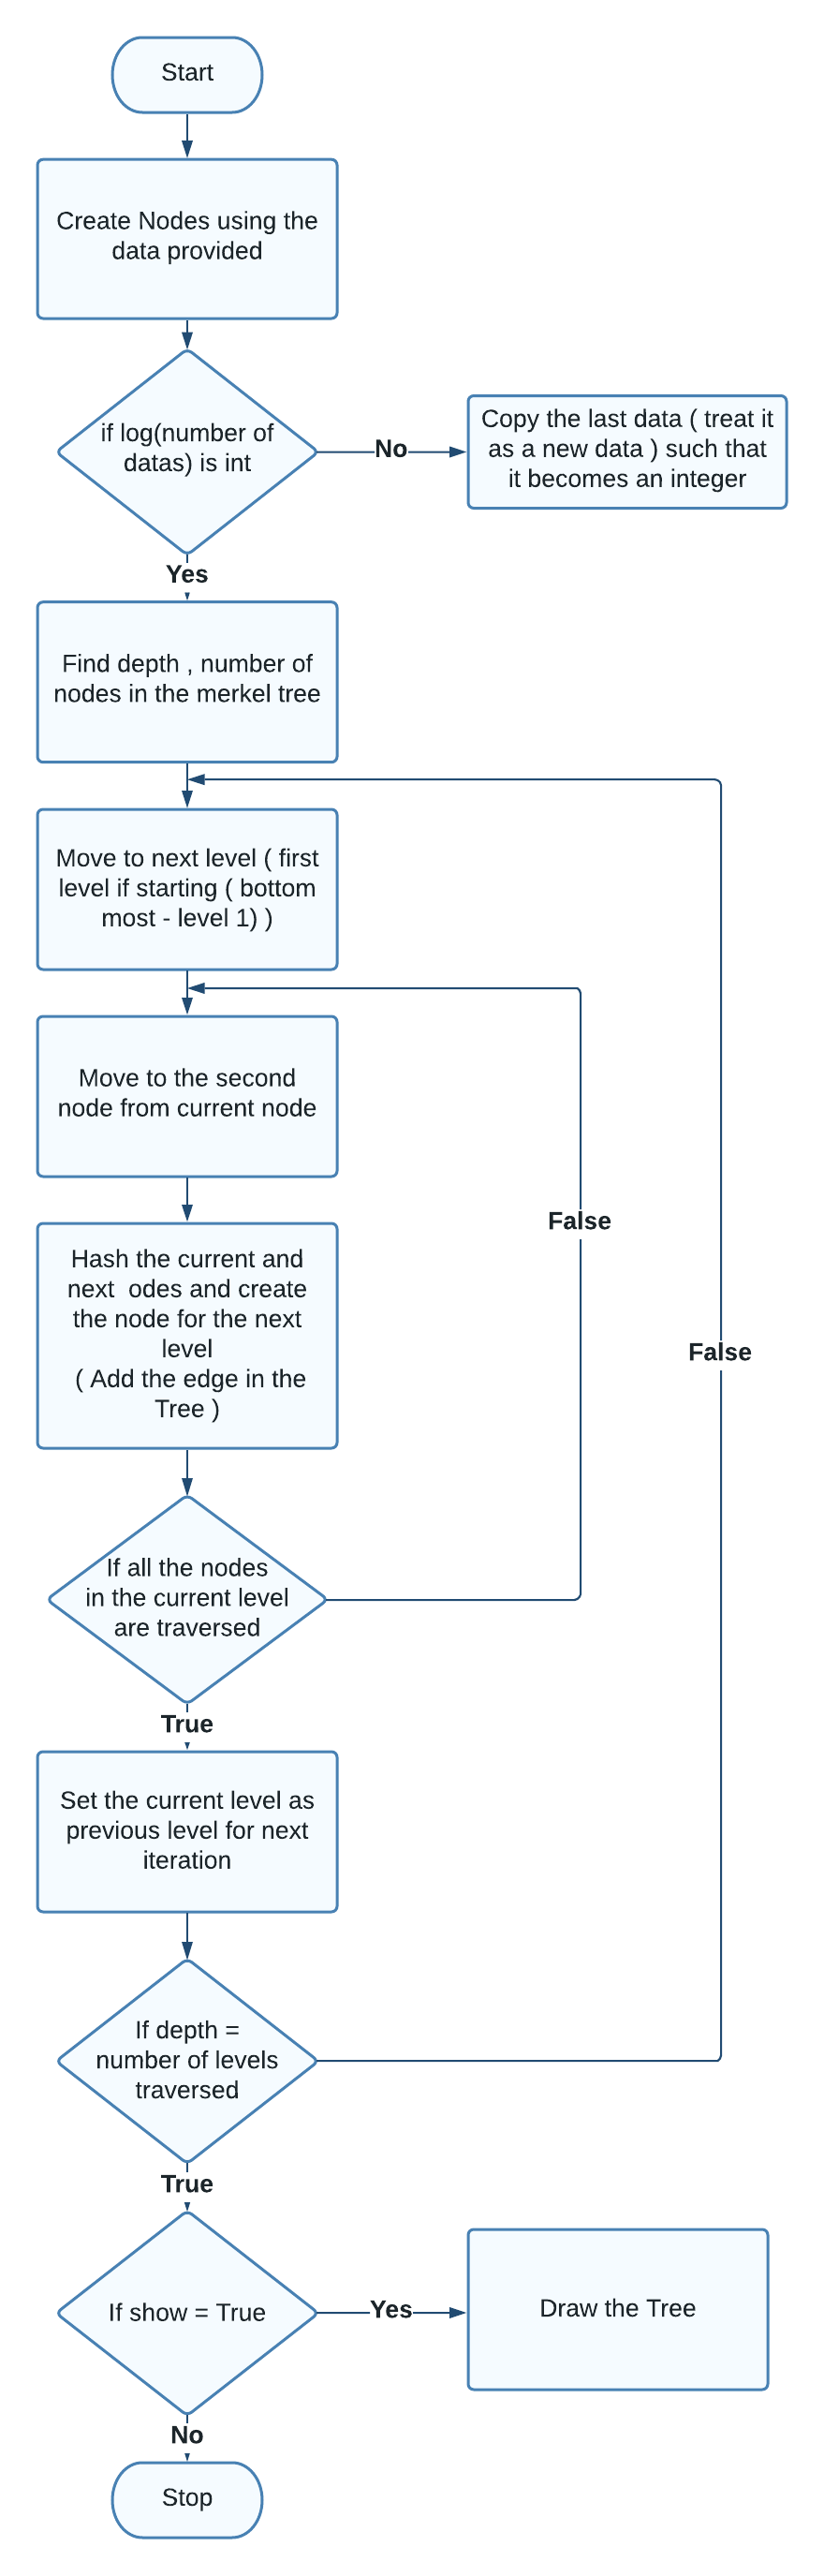 Start
Create Nodes using the
data provided
if log(number of
datas) is int
No
Copy the last data ( treat it
as a new data ) such that
it becomes an integer
Yes
Find depth , number of
nodes in the merkel tree
Move to next level ( first
level if starting ( bottom
most - level 1) )
Move to the second
node from current node
Hash the current and
next  odes and create
the node for the next
level
( Add the edge in the
Tree )
False
False
If all the nodes
in the current level
are traversed
True
Set the current level as
previous level for next
iteration
If depth =
number of levels
traversed
True
If show = True
Yes
Draw the Tree
No
Stop